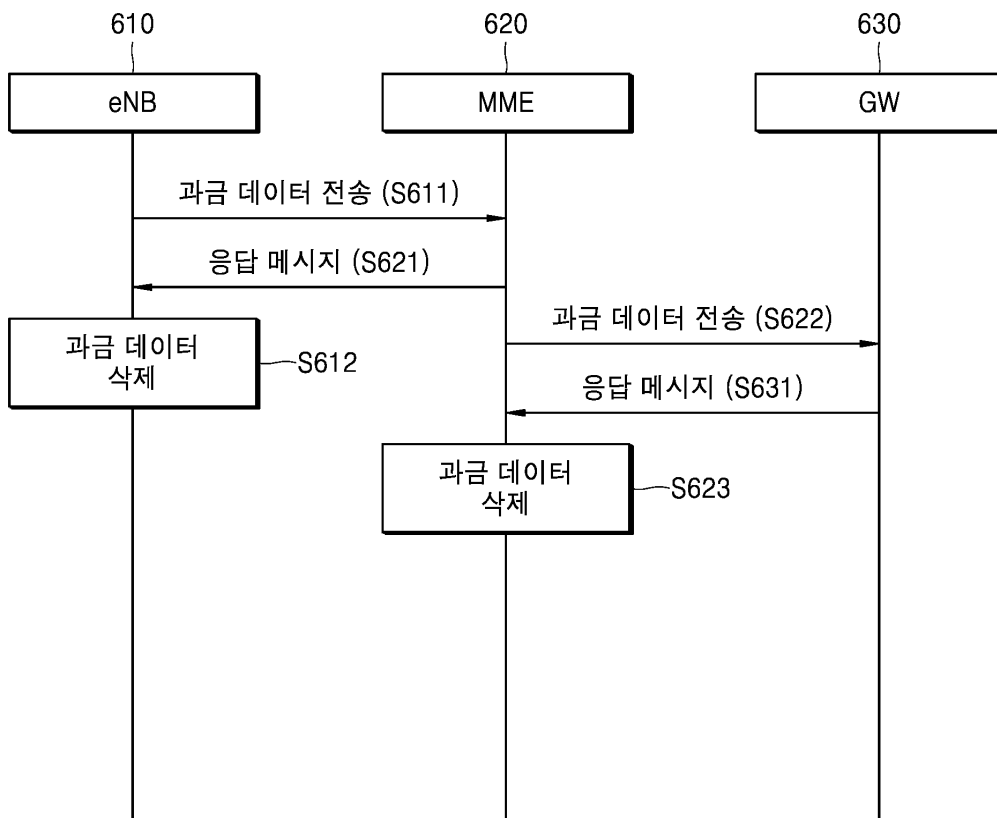 610
620
630
eNB
MME
GW
과금 데이터 전송 (S611)
응답 메시지 (S621)
과금 데이터 전송 (S622)
과금 데이터
삭제
S612
응답 메시지 (S631)
과금 데이터
삭제
S623